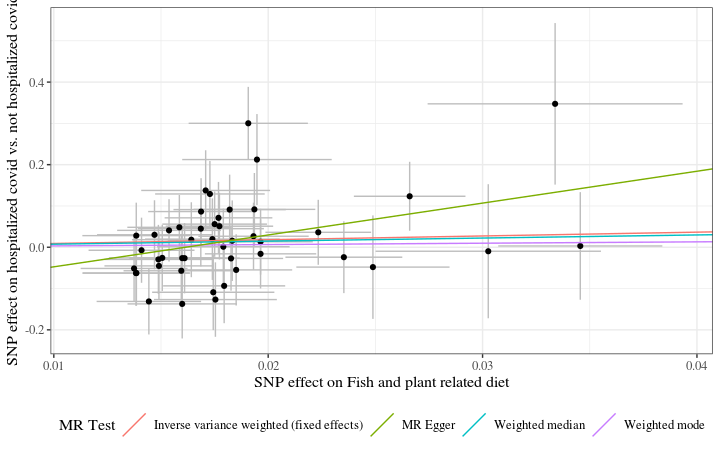 SNP effect on hospitalized covid vs. not hospitalized covid
0.4
0.2
0.0
-0.2
0.01
0.02
0.03
0.04
SNP effect on Fish and plant related diet
MR Test
Inverse variance weighted (fixed effects)
MR Egger
Weighted median
Weighted mode